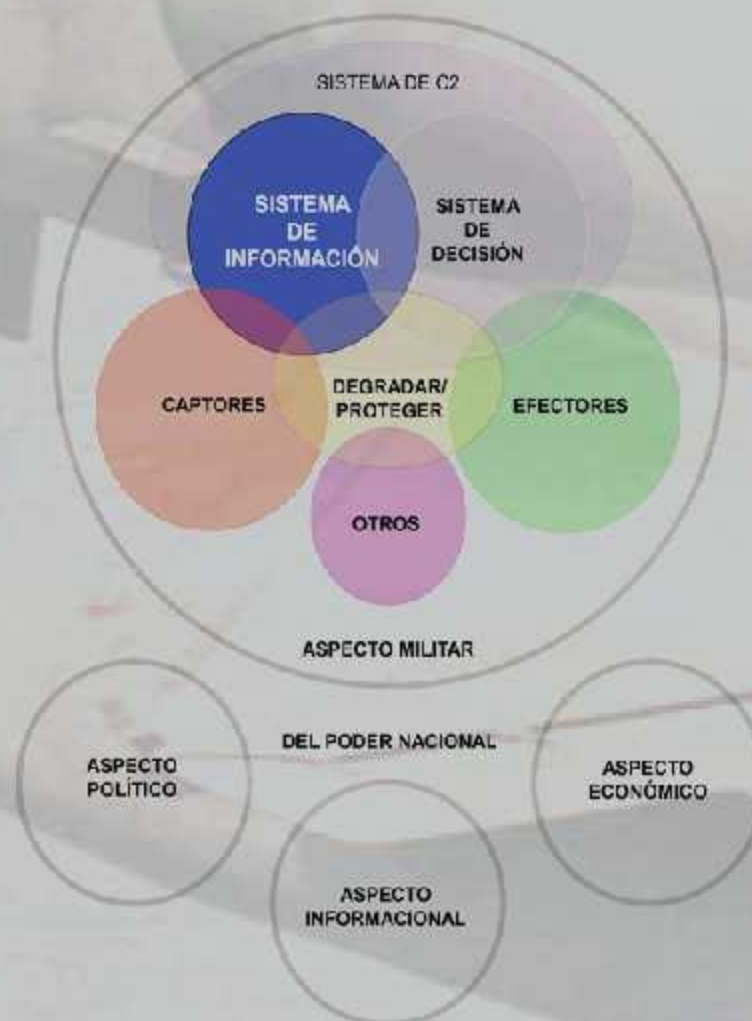 SISTEMA DE C2
SISTEMA
DE
INFORMACIÓN
SISTEMA
DE
DECISIÓN
CAPTORES
DEGRADAR/
PROTEGER
EFECTORES
OTROS
ASPECTO MILITAR
DEL PODER NACIONAL
ASPECTO
POLÍTICO
ASPECTO
ECONÓMICO
ASPECTO
INFORMACIONAL